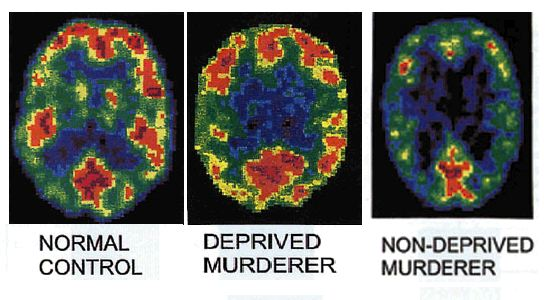 NORMAL
CONTROL
DEPRIVED
MURDERER
NON-DEPRIVED
MURDERER